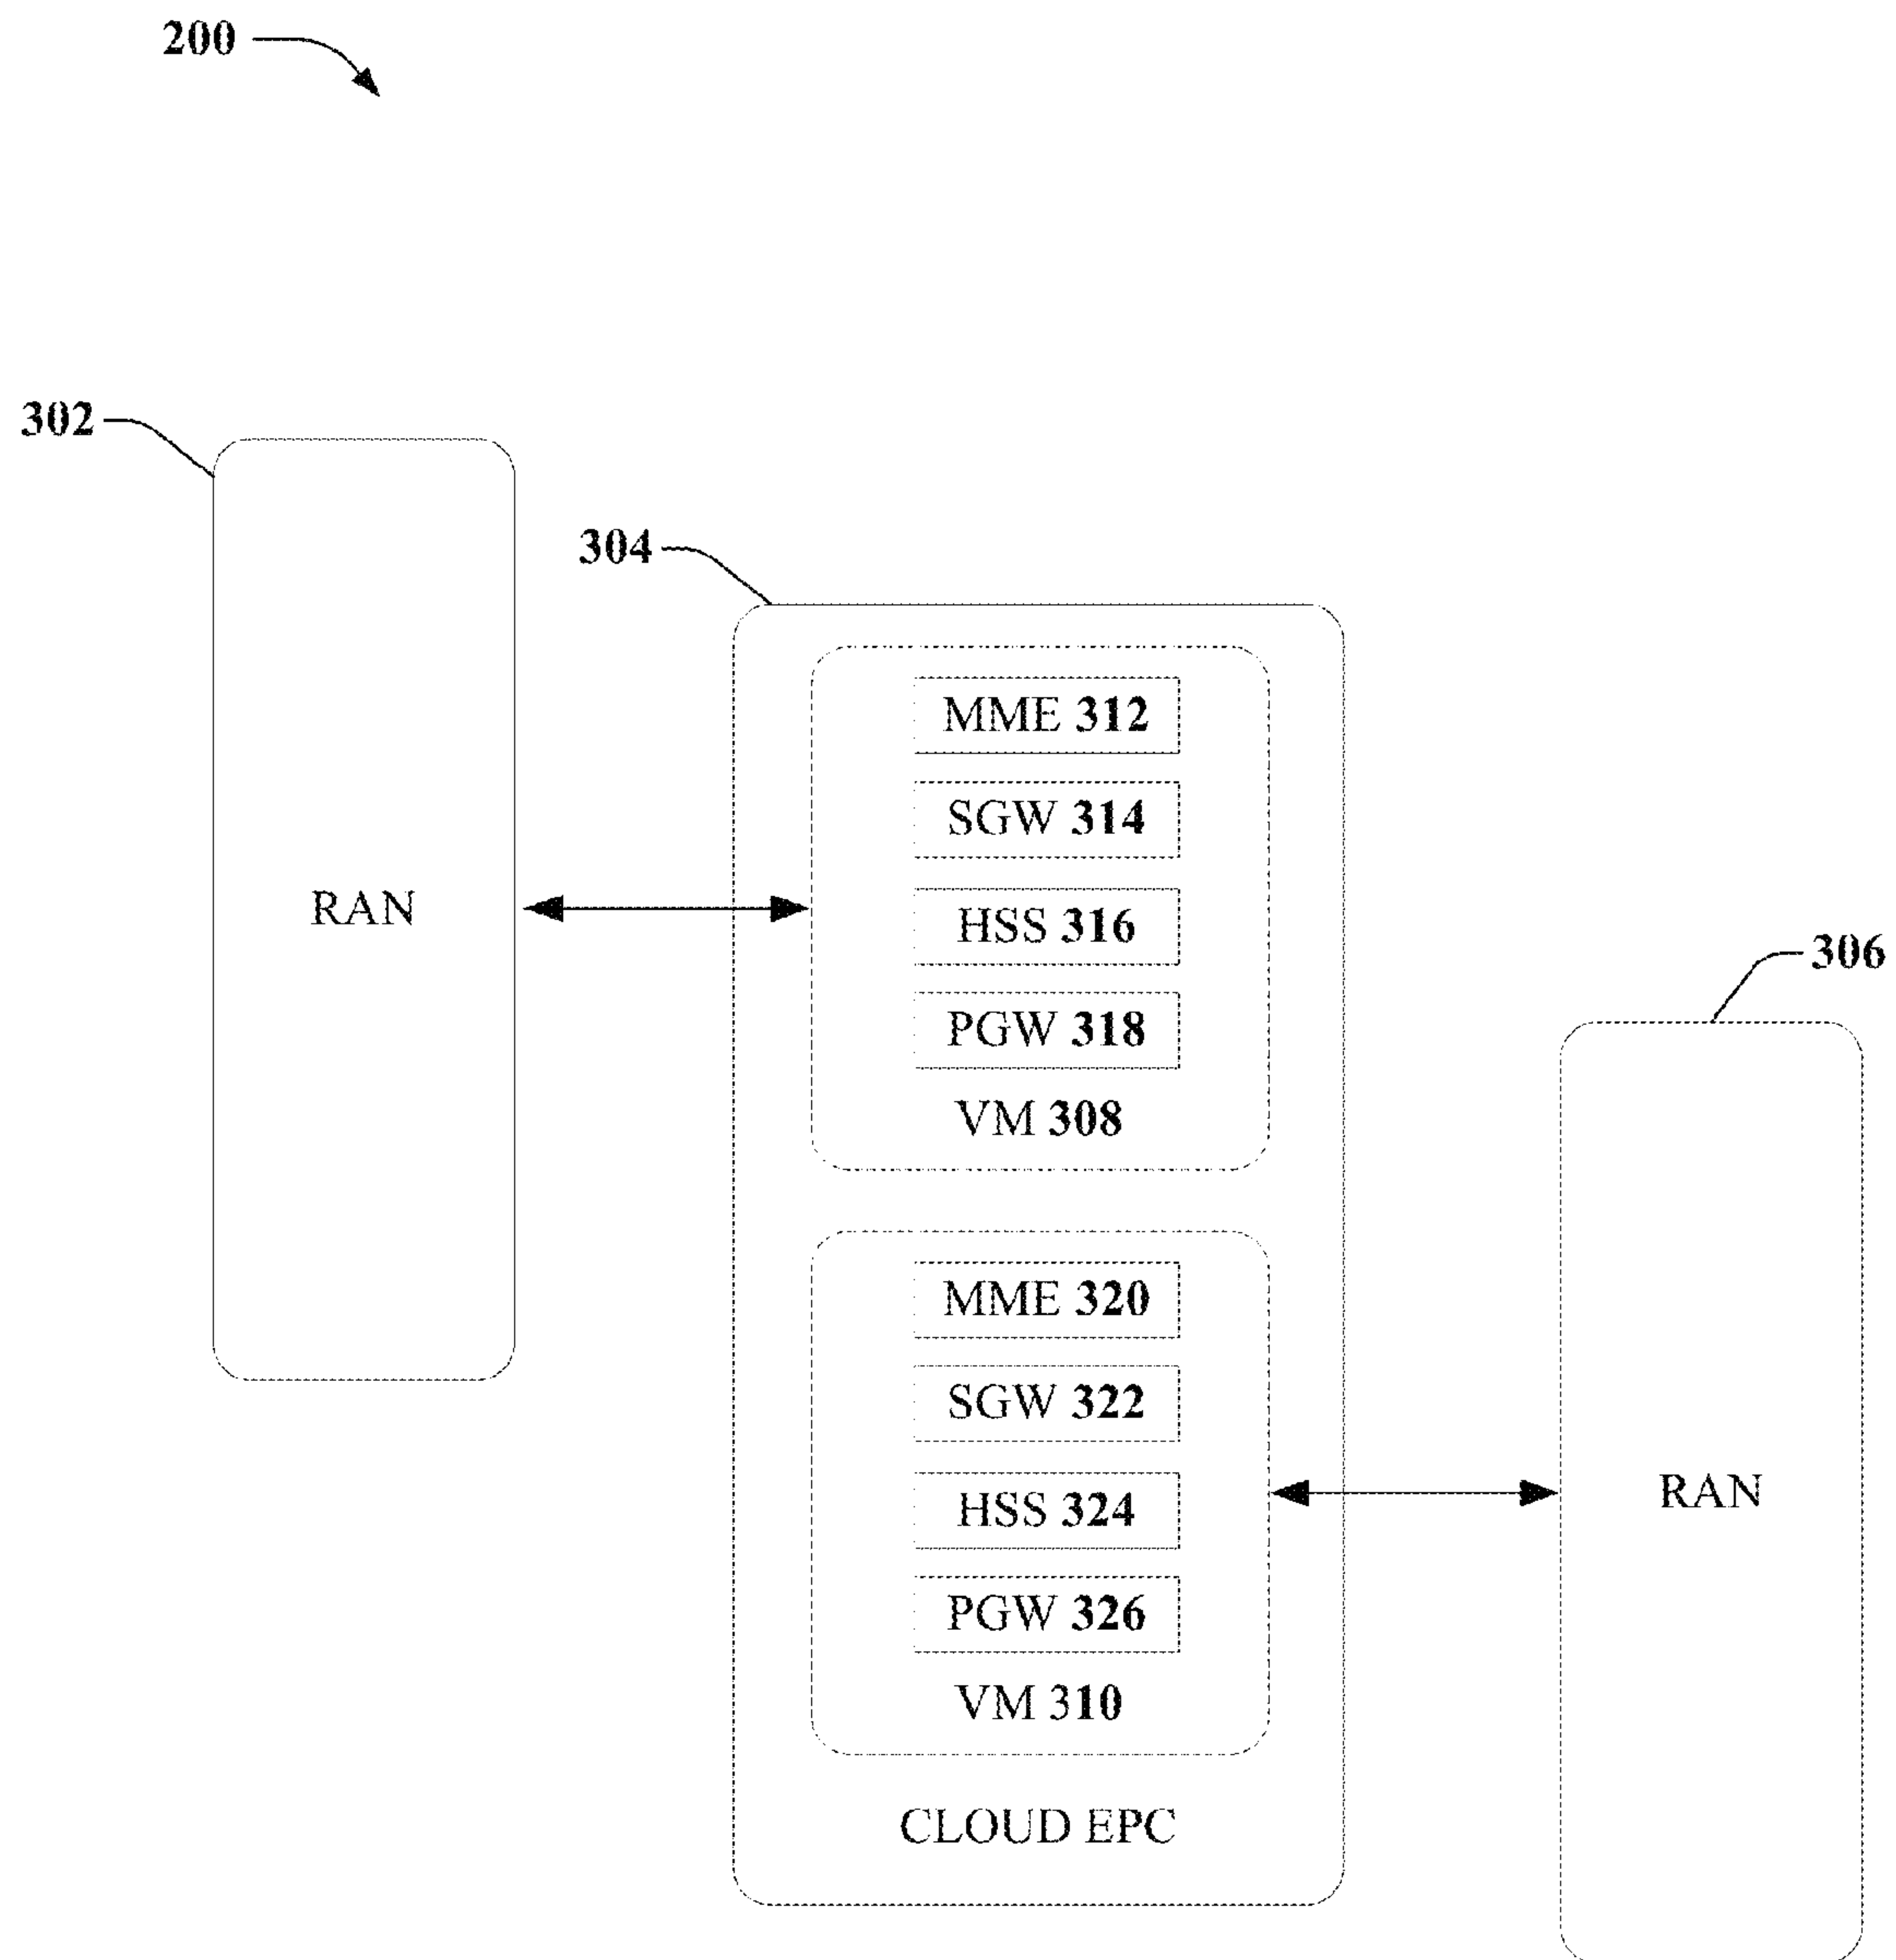 200
302
304
MME 312
SGW 314
RAN
HSS 316
306
PGW 318
VM 308
MME 320
SGW 322
RAN
HSS 324
PGW 326
VM 310
CLOUD EPC